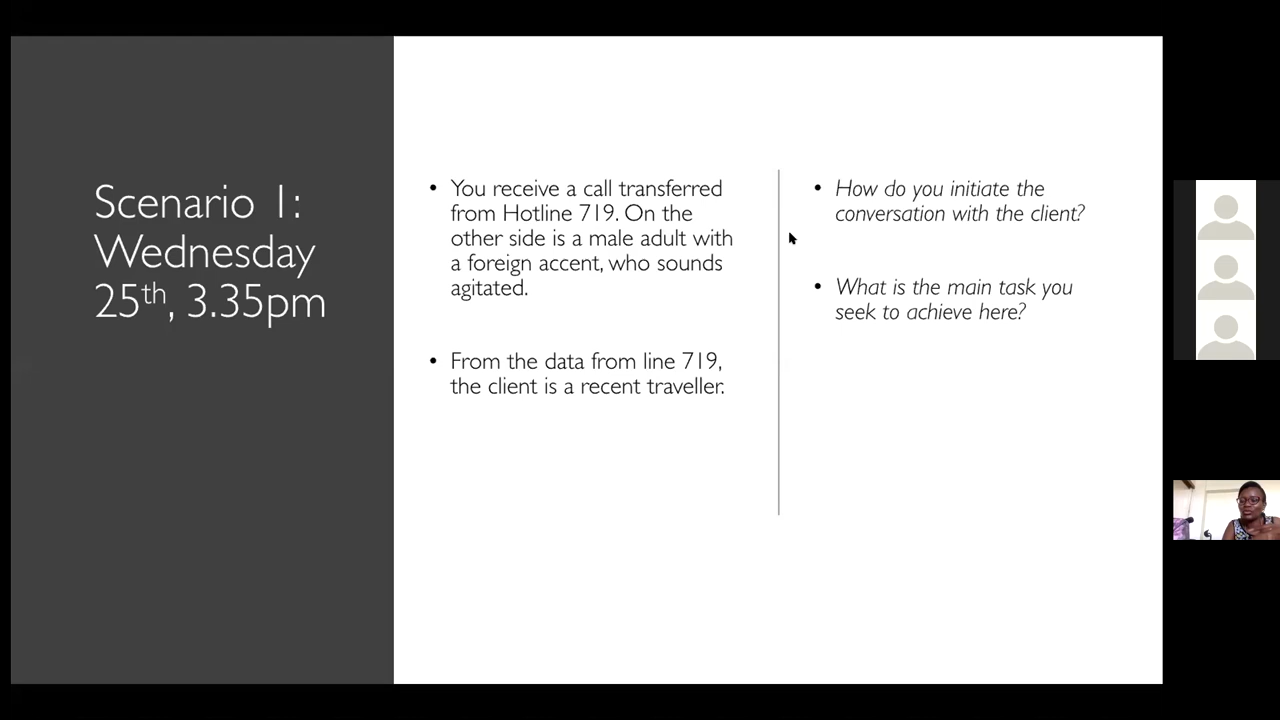 Scenario 1:
Wednesday
25th, 3.35pm
• You receive a call transferred
from Hotline 719. On the
other side is a male adult with
a foreign accent, who sounds
agitated.
• From the data from line 719,
the client is a recent traveller.
• How do you initiate the
conversation with the client?
• What is the main task you
seek to achieve here?